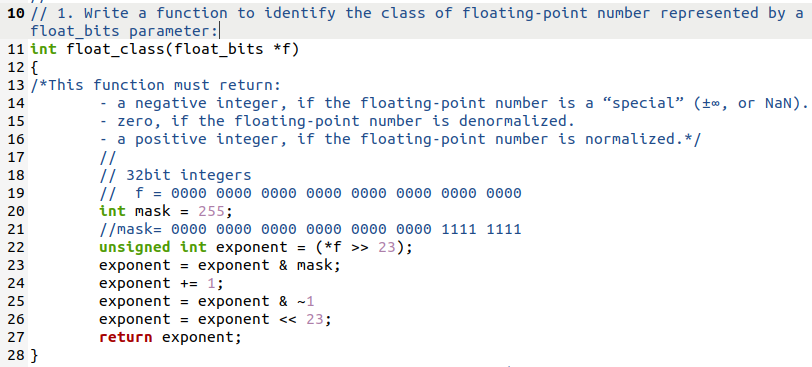 10 // 1. Write a function to identify the class of floating-point number represented by a
float_bits parameter:
11 int float_class(float_bits *f)
12 {
13 /*This function must return:
14 - a negative integer, if the floating-point number is a “special” (±∞, or NaN).
15 - zero, if the floating-point number is denormalized.
16 - a positive integer, if the floating-point number is normalized.*/
17 //
18 // 32bit integers
19 //  f = 0000 0000 0000 0000 0000 0000 0000 0000
20 int mask = 255;
21 //mask= 0000 0000 0000 0000 0000 0000 1111 1111
22 unsigned int exponent = (*f >> 23);
23 exponent = exponent & mask;
24 exponent += 1;
25 exponent = exponent & ~1
26 exponent = exponent << 23;
27 return exponent;
28 }